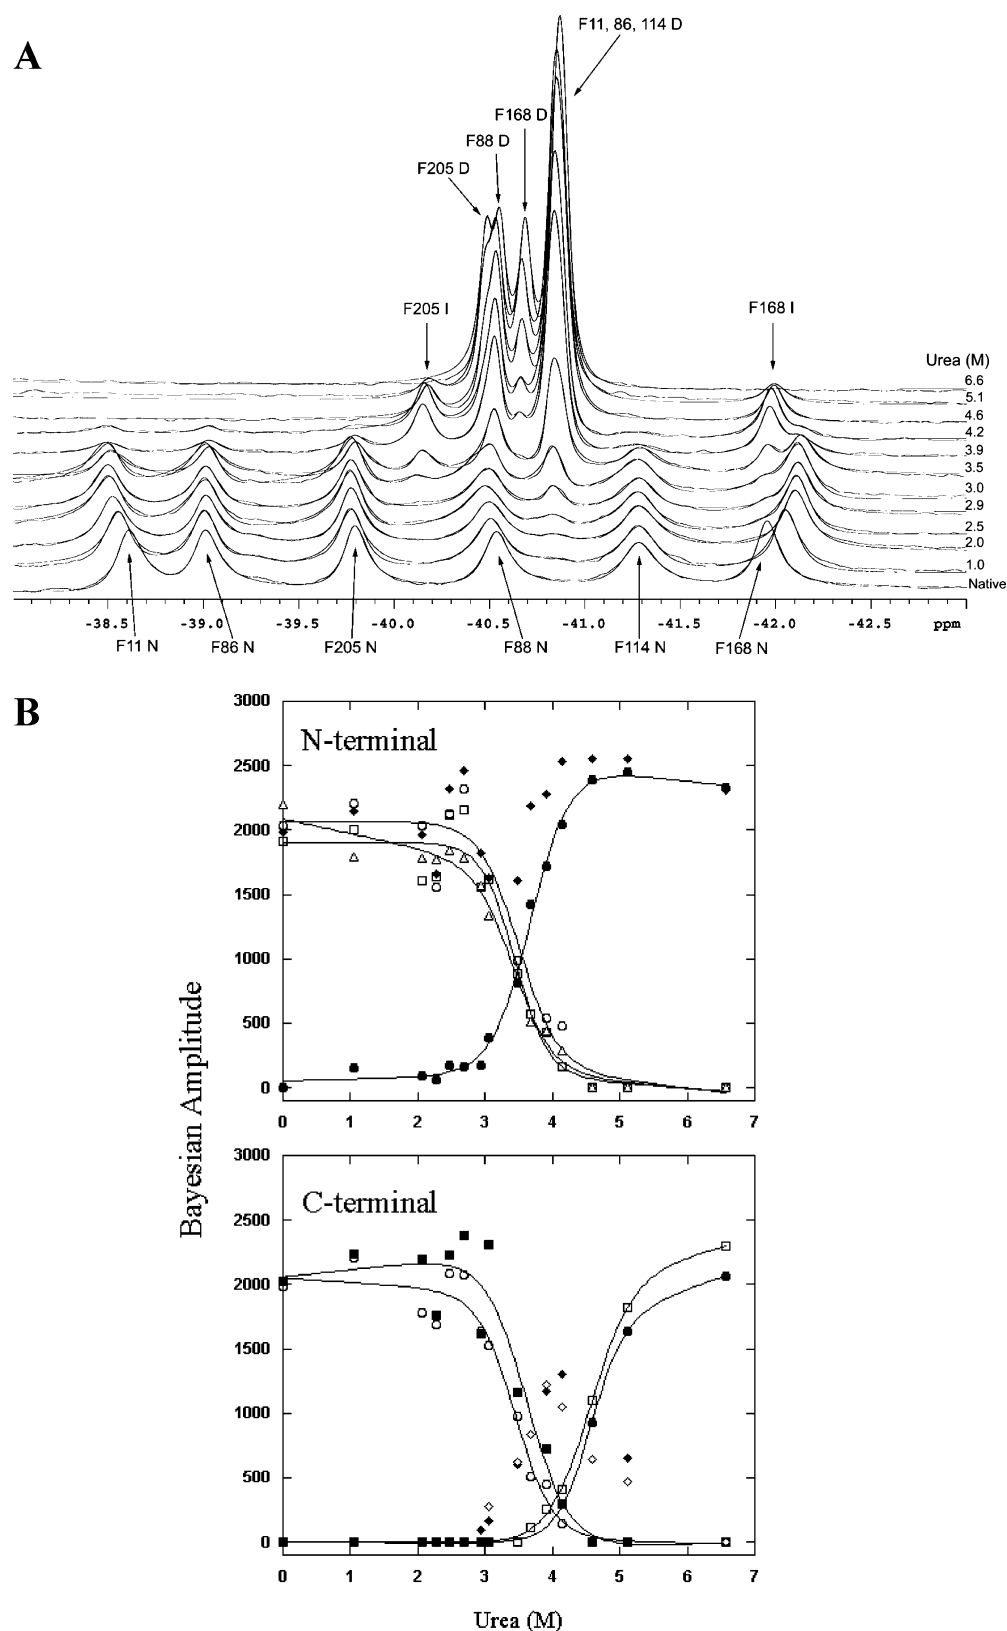 A
F11, 86, 114 D
F168 D
F88 D
F205 D
F205 I
F168 I
Urea (M)
6.6
5.1
4.6
4.2
3.9
3.5
3.0
2.9
2.5
2.0
1.0
Native
-38.5 -39.0 -39.5 -40.0 -40.5 -41.0 -41.5 -42.0 -42.5 ppm
F11 N F86 N F205 N F88 N F114 N F168 N
B
N-terminal
3000
2500
2000
1500
1000
500
0
0 1 2 3 4 5 6 7
Bayesian Amplitude
C-terminal
3000
2500
2000
1500
1000
500
0
0 1 2 3 4 5 6 7
Urea (M)